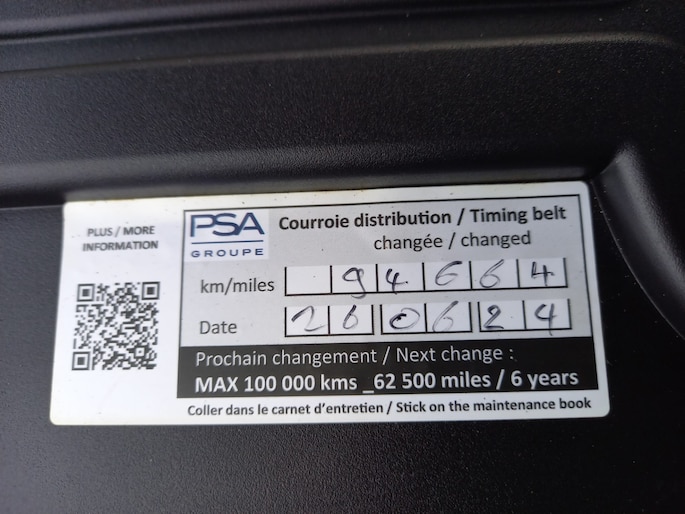 PLUS / MORE
INFORMATION
PSA
GROUPE
Courroie distribution / Timing belt
changée / changed
km/miles 94664
Date 260624
Prochain changement / Next change :
MAX 100 000 kms _62 500 miles / 6 years
Coller dans le carnet d'entretien / Stick on the maintenance book